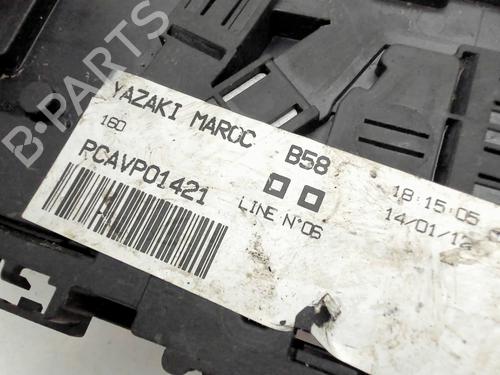 B-PARTS
YAZAKI MAROC B58
160
PCAVP01421
LINE N°06
18:15:05
14/01/12